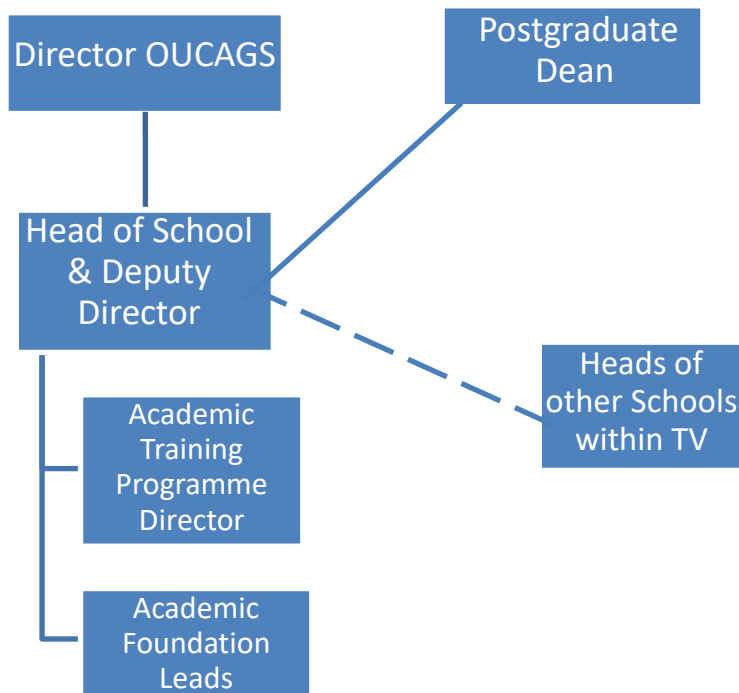 Director OUCAGS
Postgraduate
Dean
Head of School
& Deputy
Director
Heads of
other Schools
within TV
Academic
Training
Programme
Director
Academic
Foundation
Leads